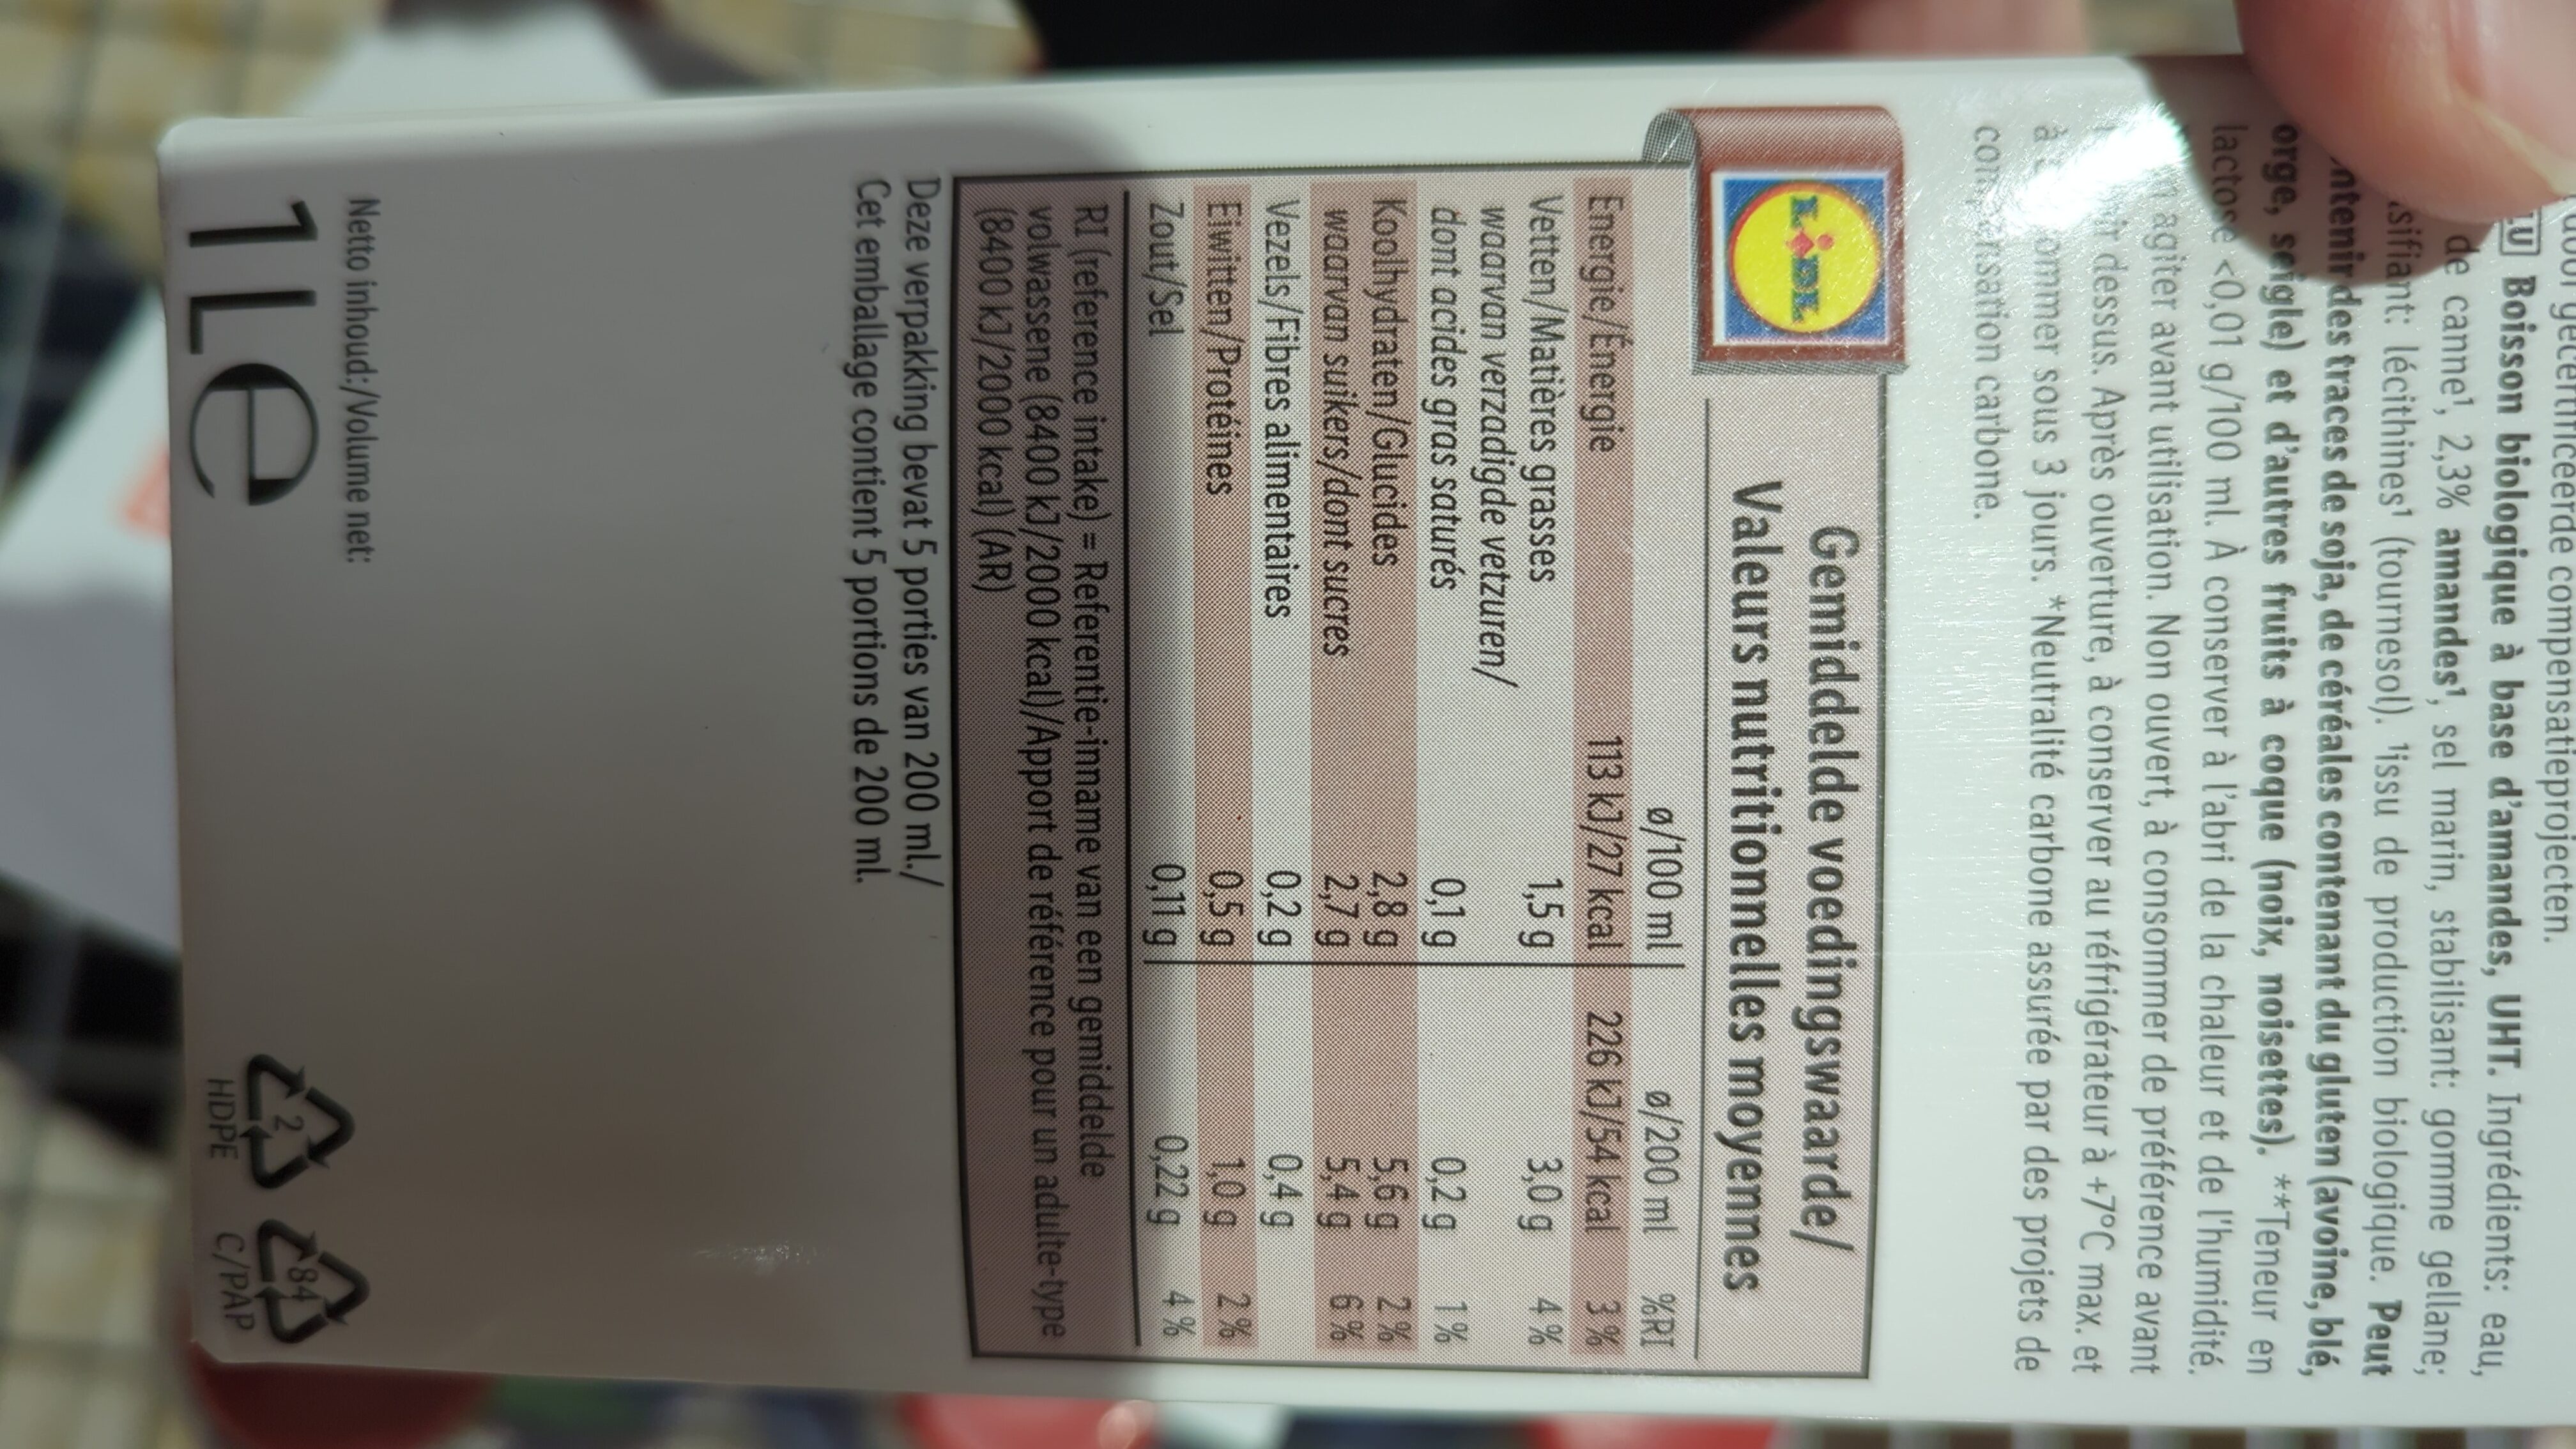 door gecertificeerde compensatieprojecten.
Boisson biologique à base d'amandes, UHT. Ingrédients: eau,
de canne¹, 2,3% amandes¹, sel marin, stabilisant: gomme gellane;
lécithines¹ (tournesol). ¹issu de production biologique. Peut
des traces de soja, de céréales contenant du gluten (avoine, blé,
orge, seigle) et d'autres fruits à coque (noix, noisettes). **Teneur en
lactose <0,01 g/100 ml. À conserver à l'abri de la chaleur et de l'humidité.
agiter avant utilisation. Non ouvert, à consommer de préférence avant
dessus. Après ouverture, à conserver au réfrigérateur à +7°C max. et
à sous 3 jours. *Neutralité carbone assurée par des projets de
compensation carbone.
LIDL
Gemiddelde voedingswaarde/
Valeurs nutritionnelles moyennes
ø/100 ml ø/200 ml %RI
Energie/Énergie 113 kJ/27 kcal 226 kJ/54 kcal 3 %
Vetten/Matières grasses 1,5 g 3,0 g 4 %
waarvan verzadigde vetzuren/
dont acides gras saturés 0,1 g 0,2 g 1 %
Koolhydraten/Glucides 2,8 g 5,6 g 2 %
waarvan suikers/dont sucres 2,7 g 5,4 g 6 %
Vezels/Fibres alimentaires 0,2 g 0,4 g
Eiwitten/Protéines 0,5 g 1,0 g 2 %
Zout/Sel 0,11 g 0,22 g 4 %
RI (reference intake) = Referentie-inname van een gemiddelde
volwassene (8400 kJ/2000 kcal)/Apport de référence pour un adulte-type
(8400 kJ/2000 kcal) (AR)
Deze verpakking bevat 5 porties van 200 ml./
Cet emballage contient 5 portions de 200 ml.
Netto inhoud:/Volume net:
1 L e
2
HDPE
84
C/PAP